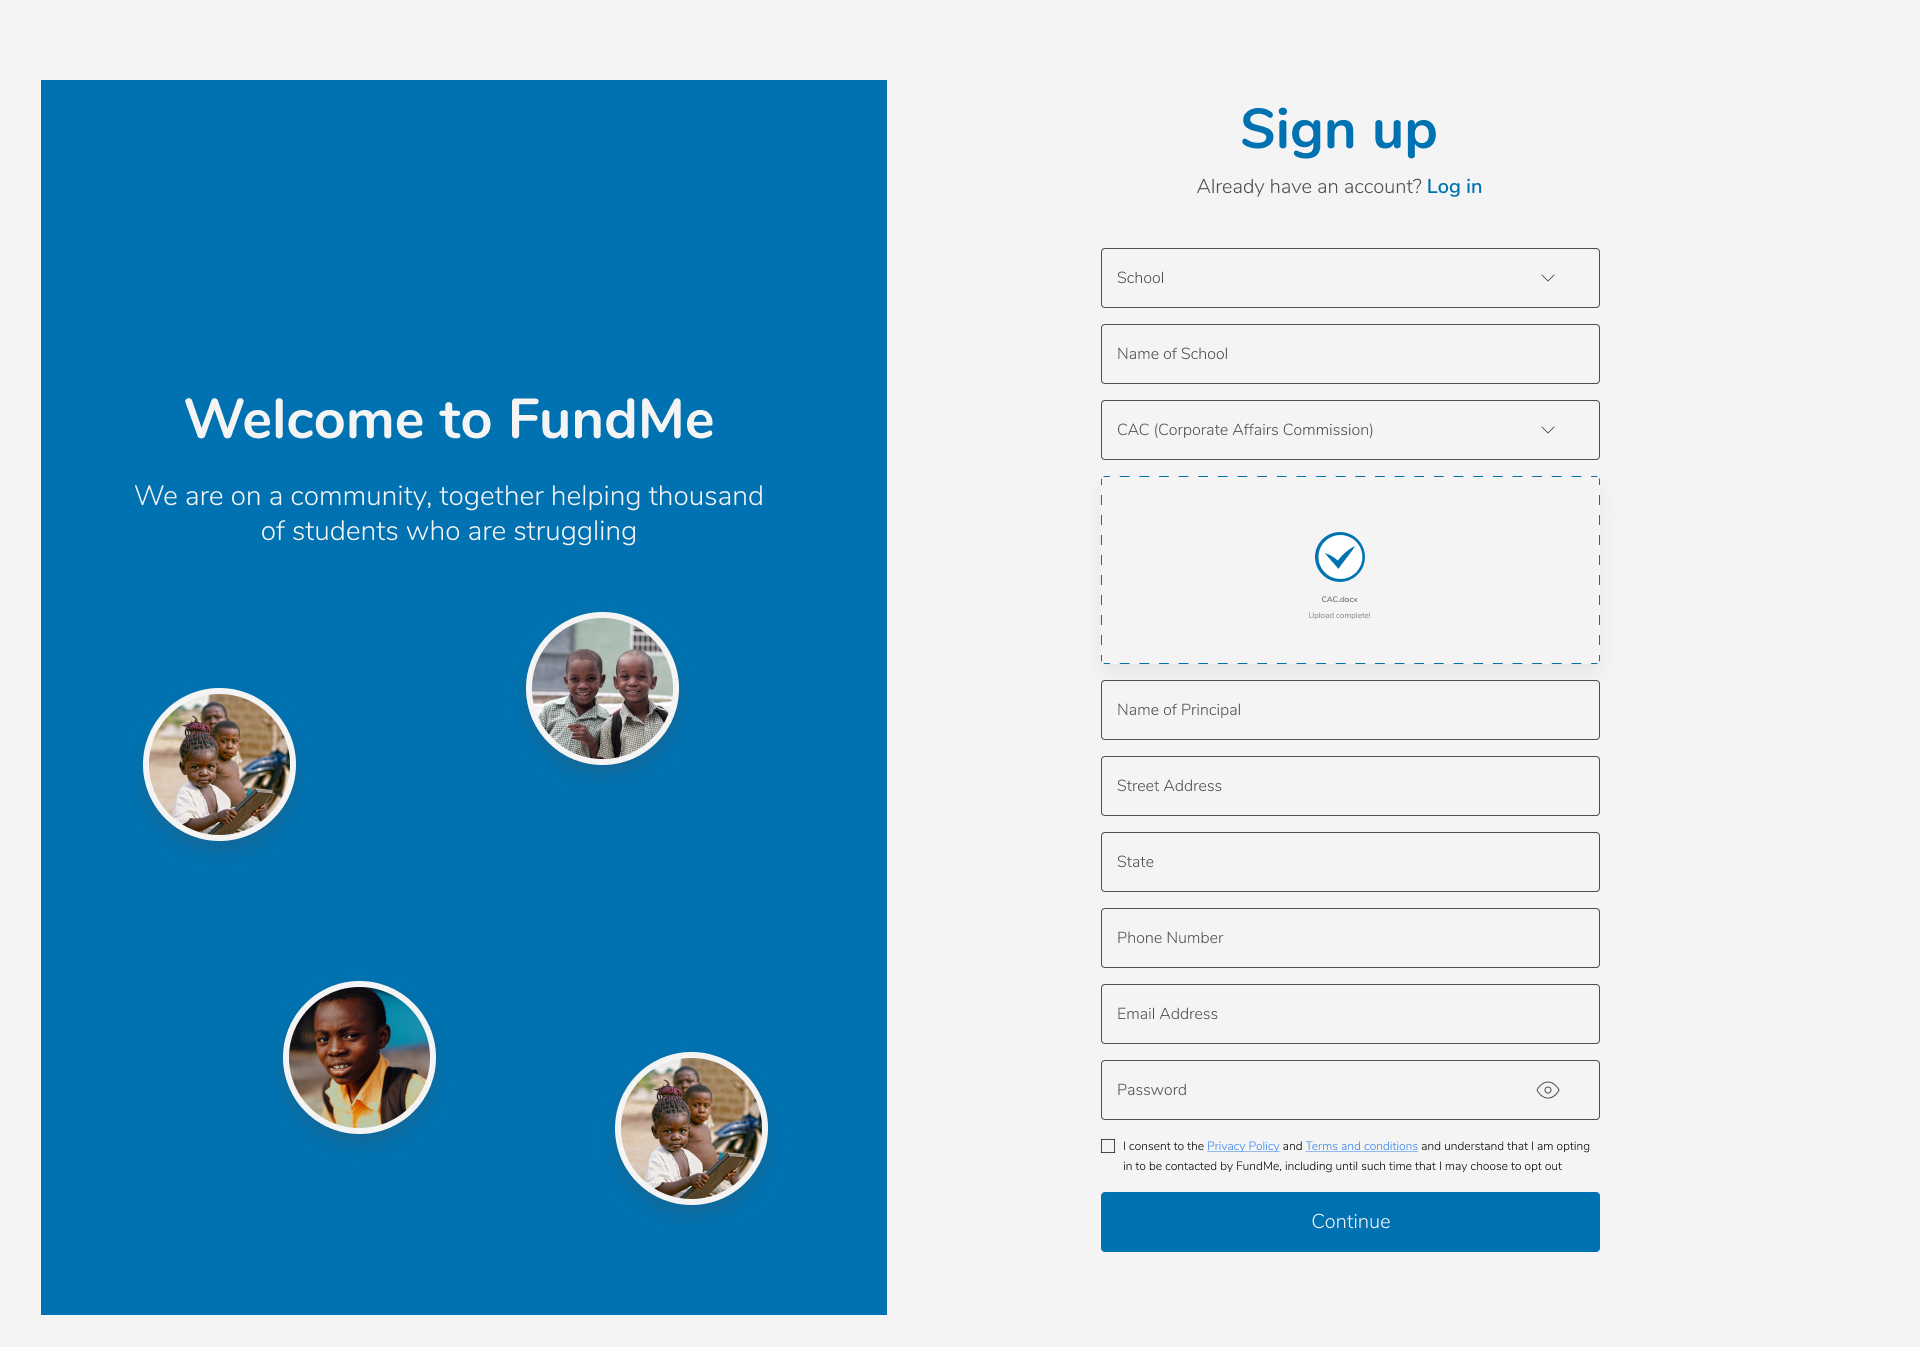 Welcome to FundMe
We are on a community, together helping thousand
of students who are struggling
Sign up
Already have an account? Log in
School
Name of School
CAC (Corporate Affairs Commission)
CAC.docx
Upload complete!
Name of Principal
Street Address
State
Phone Number
Email Address
Password
I consent to the Privacy Policy and Terms and conditions and understand that I am opting
in to be contacted by FundMe, including until such time that I may choose to opt out
Continue